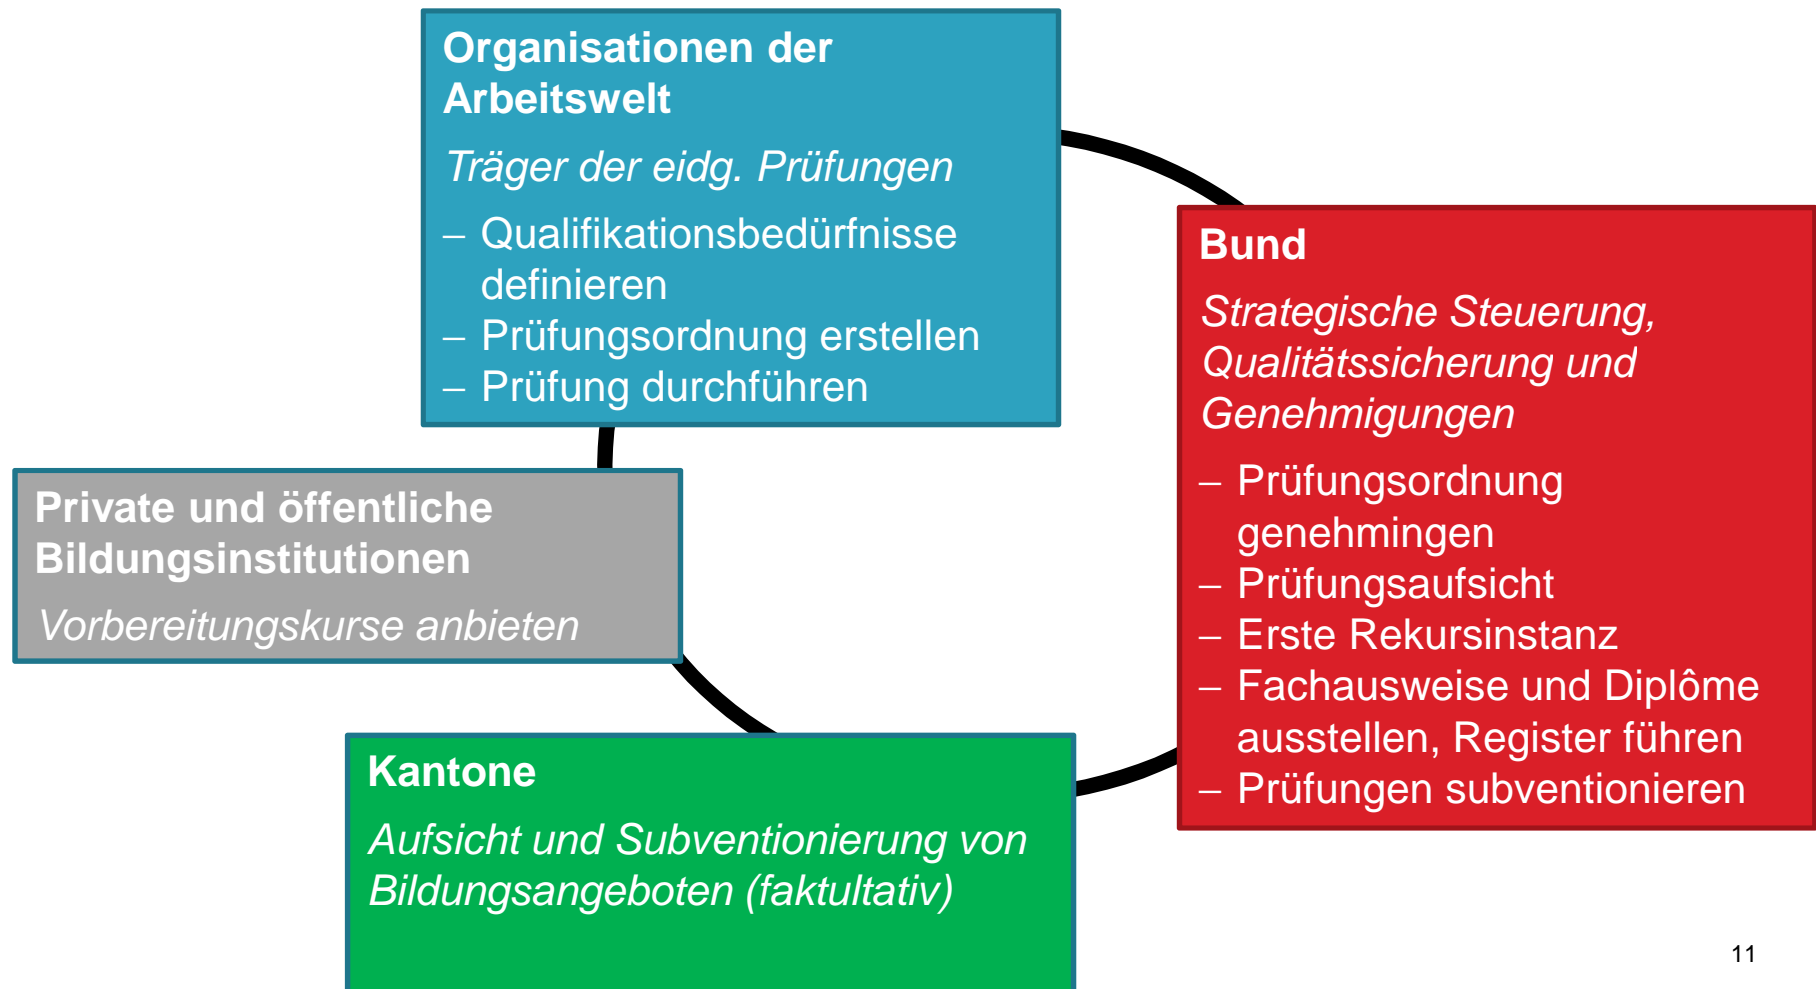 Organisationen der
Arbeitswelt
Träger der eidg. Prüfungen
– Qualifikationsbedürfnisse
definieren
– Prüfungsordnung erstellen
– Prüfung durchführen
Bund
Strategische Steuerung,
Qualitätssicherung und
Genehmigungen
– Prüfungsordnung
genehmingen
– Prüfungsaufsicht
– Erste Rekursinstanz
– Fachausweise und Diplôme
ausstellen, Register führen
– Prüfungen subventionieren
Private und öffentliche
Bildungsinstitutionen
Vorbereitungskurse anbieten
Kantone
Aufsicht und Subventionierung von
Bildungsangeboten (faktultativ)
11